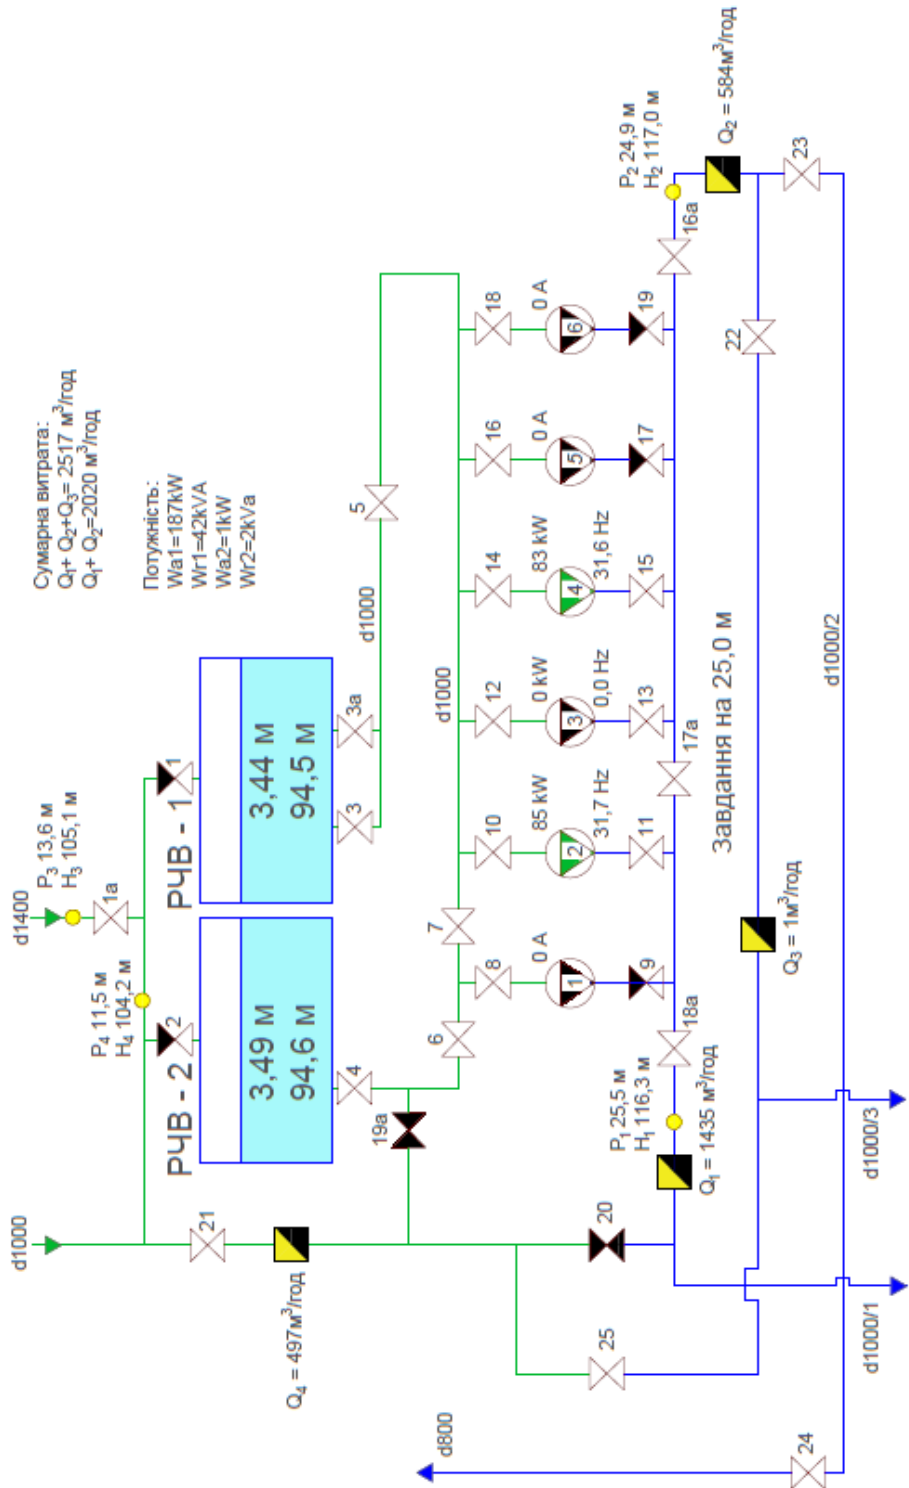 Сумарна витрата:
Q₁+ Q₂+Q₃= 2517 м³/год
Q₁+ Q₂=2020 м³/год
Потужність:
Wa1=187kW
Wr1=42kVA
Wa2=1kW
Wr2=2kVa
d1000
d1400
P₃ 13,6 м
H₃ 105,1 м
1a
P₄ 11,5 м
H₄ 104,2 м
2
1
РЧВ - 2
РЧВ - 1
3,49 м
94,6 м
3,44 м
94,5 м
21
4
3
3a
5
d1000
Q₄ = 497м³/год
19a
6
7
d1000
8
10
12
14
16
18
0 A
85 kW
0 kW
83 kW
0 A
0 A
1
2
3
4
5
6
31,7 Hz
0,0 Hz
31,6 Hz
25
20
9
11
13
15
17
19
P₁ 25,5 м
H₁ 116,3 м
18a
17a
16a
P₂ 24,9 м
H₂ 117,0 м
Q₁ = 1435 м³/год
Завдання на 25,0 м
Q₂ = 584м³/год
22
Q₃ = 1м³/год
23
d800
24
d1000/2
d1000/1
d1000/3